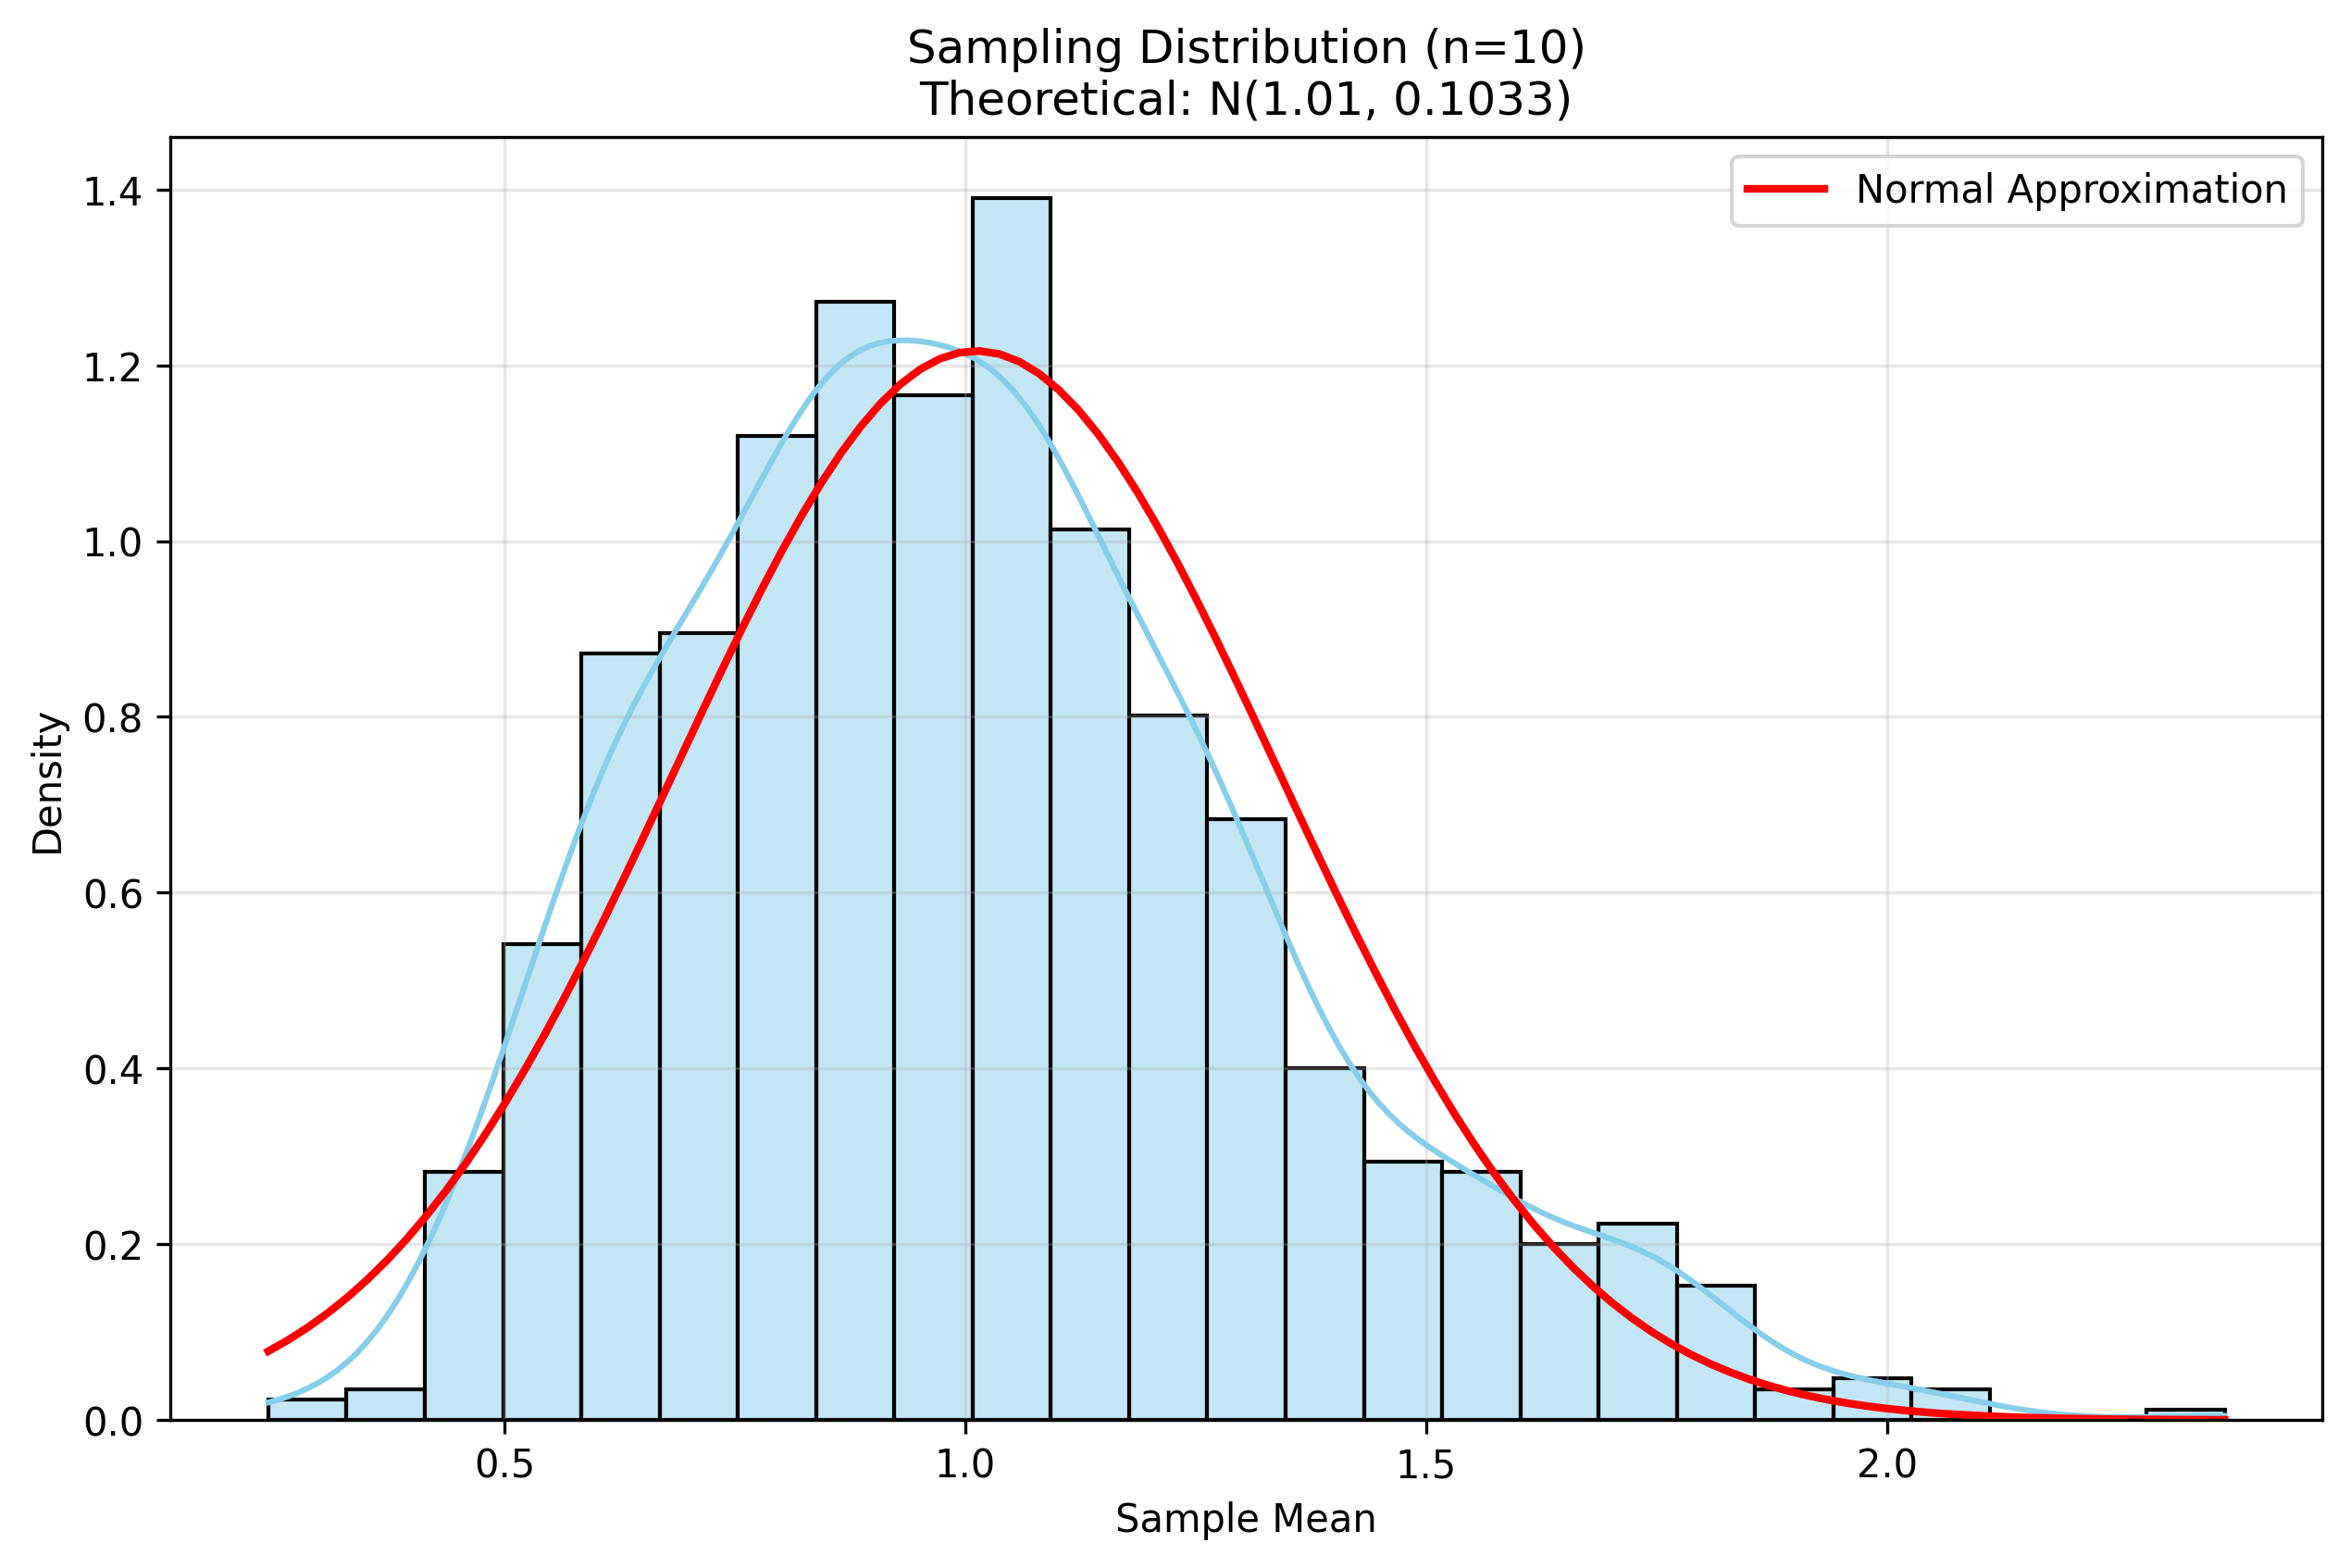 Sampling Distribution (n=10)
Theoretical: N(1.01, 0.1033)
Normal Approximation
Density
1.4
1.2
1.0
0.8
0.6
0.4
0.2
0.0
0.5
1.0
1.5
2.0
Sample Mean